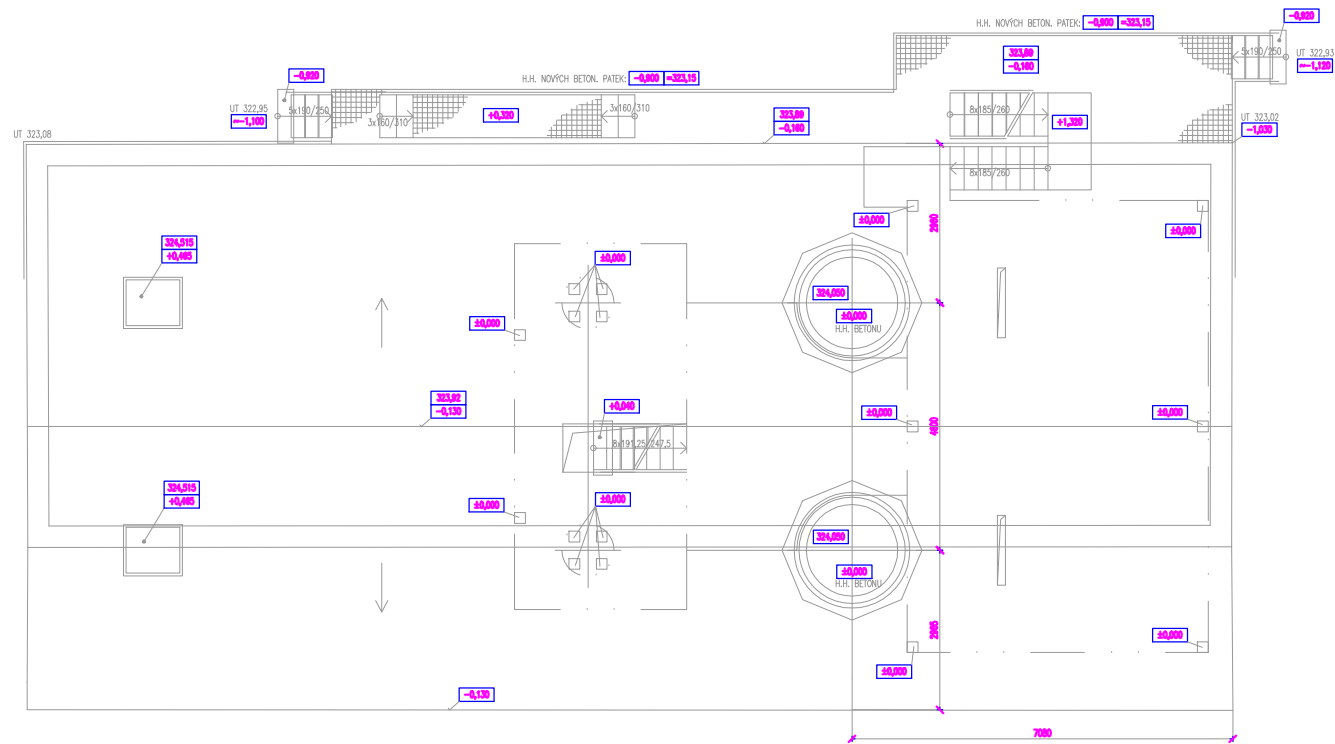 H.H. NOVÝCH BETON. PATEK: -0,800 =323,15
-0,920
323,89
-0,160
5x190/250
UT 322,93
~-1,120
-0,920
H.H. NOVÝCH BETON. PATEK: -0,800 =323,15
UT 322,95
~-1,100
5x190/250
3x160/310
+0,320
3x160/310
323,89
-0,160
8x185/260
+1,320
UT 323,02
-1,030
UT 323,08
8x185/260
±0,000
2980
±0,000
324,515
+0,465
±0,000
324,050
±0,000
H.H. BETONU
±0,000
323,92
-0,130
+0,040
±0,000
4600
±0,000
8x191,25/247,5
324,515
+0,465
±0,000
±0,000
324,050
±0,000
H.H. BETONU
2965
±0,000
±0,000
-0,130
7080